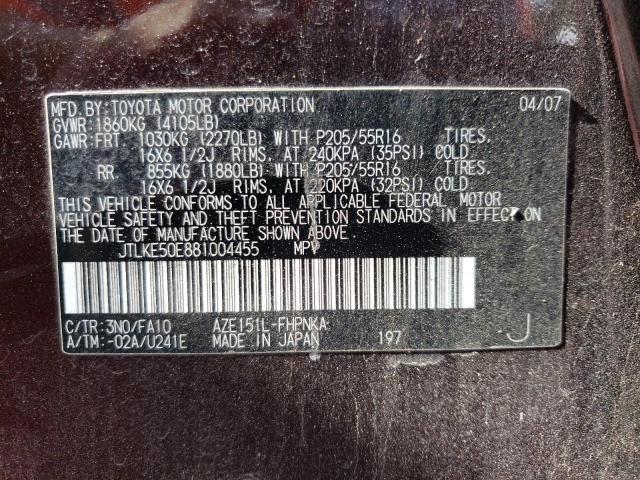 MFD.BY:TOYOTA MOTOR CORPORATION 04/07
GVWR:1860KG (4105LB)
GAWR:FRT 1030KG (2270LB) WITH P205/55R16 TIRES.
16X6 1/2J RIMS. AT 240KPA (35PSI) COLD
RR 855KG (1880LB) WITH P205/55R16 TIRES.
16X6 1/2J RIMS. AT 220KPA (32PSI) COLD
THIS VEHICLE CONFORMS TO ALL APPLICABLE FEDERAL MOTOR
VEHICLE SAFETY AND THEFT PREVENTION STANDARDS IN EFFECT ON
THE DATE OF MANUFACTURE SHOWN ABOVE.
JTLKE50E881004455 MPV
C/TR:3N0/FA10 AZE151L-FHPNKA
A/TM:-02A/U241E MADE IN JAPAN 197 J